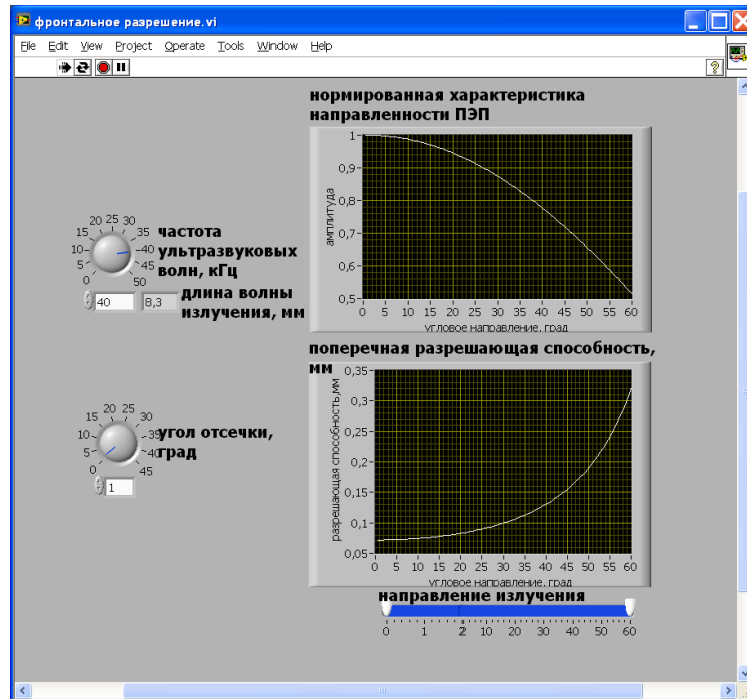 фронтальное разрешение.vi
File Edit View Project Operate Tools Window Help
?
нормированная характеристика
направленности ПЭП
1
0,9
0,8
0,7
0,6
0,5
амплитуда
0 5 10 15 20 25 30 35 40 45 50 55 60
угловое направление, град
0 5 10 15 20 25 30 35 40 45 50
частота
ультразвуковых
волн, кГц
40
8,3
длина волны
излучения, мм
поперечная разрешающая способность,
мм
0,35
0,3
0,25
0,2
0,15
0,1
0,05
разрешающая способность,мм
0 5 10 15 20 25 30 35 40 45 50 55 60
угловое направление, град
0 5 10 15 20 25 30 35 40 45
угол отсечки,
град
1
направление излучения
0 1 2 10 20 30 40 50 60